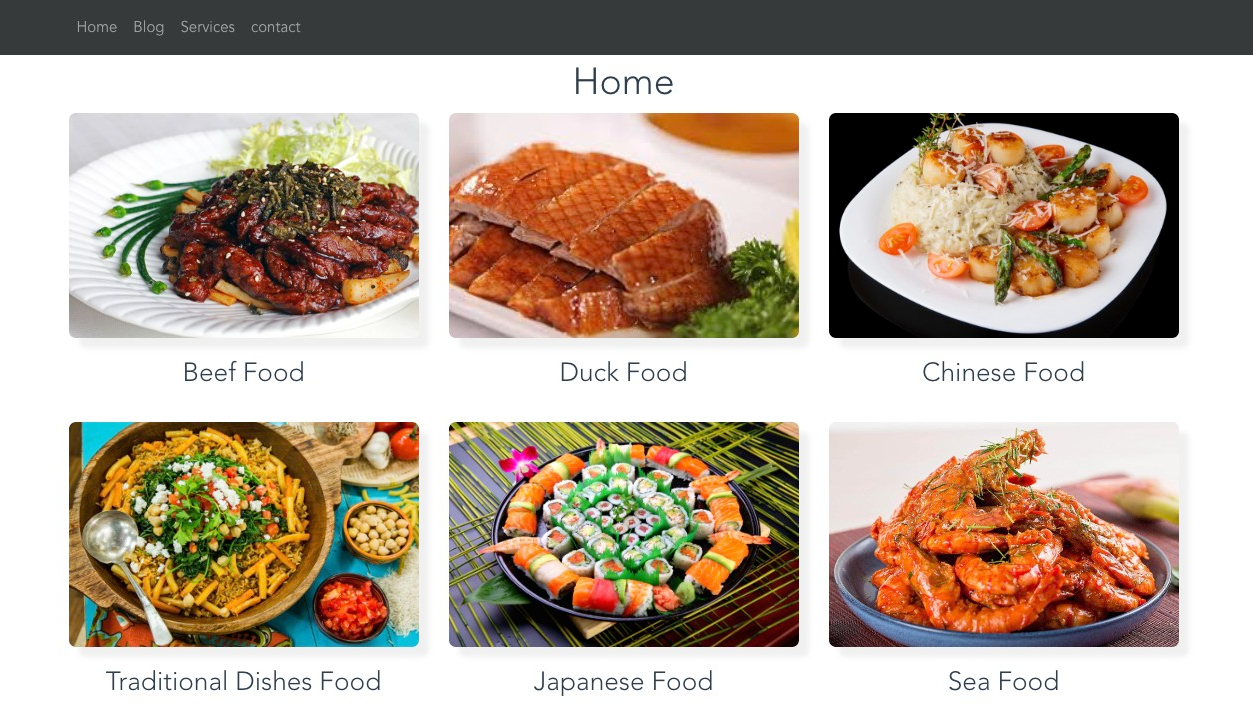 Home Blog Services contact
Home
Beef Food Duck Food Chinese Food
Traditional Dishes Food Japanese Food Sea Food